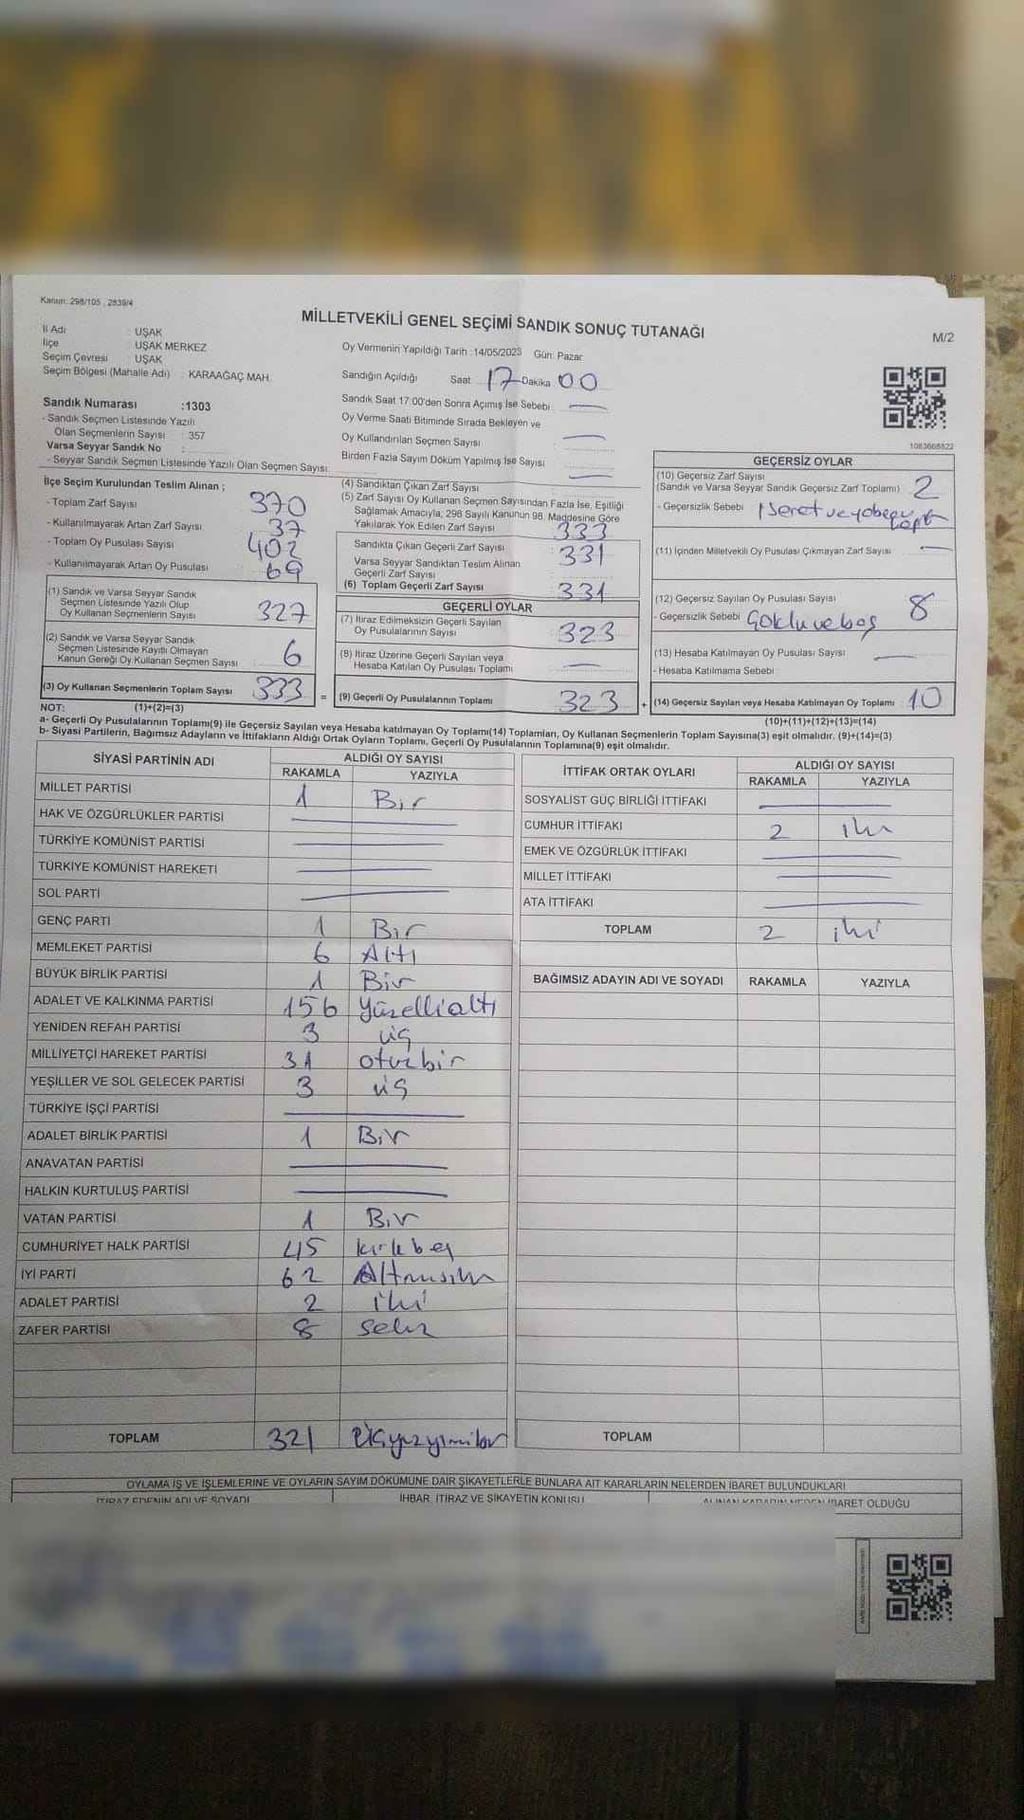 Kanun: 298/105 , 2839/4
MİLLETVEKİLİ GENEL SEÇİMİ SANDIK SONUÇ TUTANAĞI
M/2
İl Adı : UŞAK
İlçe : UŞAK MERKEZ
Seçim Çevresi : UŞAK
Seçim Bölgesi (Mahalle Adı) : KARAAĞAÇ MAH.
Oy Vermenin Yapıldığı Tarih :14/05/2023 Gün: Pazar
Sandığın Açıldığı Saat 17 Dakika 00
Sandık Saat 17:00'den Sonra Açımış İse Sebebi
Oy Verme Saati Bitiminde Sırada Bekleyen ve
Oy Kullandırılan Seçmen Sayısı
Birden Fazla Sayım Döküm Yapılmış İse Sayısı
Sandık Numarası :1303
- Sandık Seçmen Listesinde Yazılı
Olan Seçmenlerin Sayısı : 357
Varsa Seyyar Sandık No :
- Seyyar Sandık Seçmen Listesinde Yazılı Olan Seçmen Sayısı:
1083668822
İlçe Seçim Kurulundan Teslim Alınan ;
- Toplam Zarf Sayısı 370
- Kullanılmayarak Artan Zarf Sayısı 37
- Toplam Oy Pusulası Sayısı 402
- Kullanılmayarak Artan Oy Pusulası 69
(1) Sandık ve Varsa Seyyar Sandık
Seçmen Listesinde Yazılı Olup
Oy Kullanan Seçmenlerin Sayısı 327
(2) Sandık ve Varsa Seyyar Sandık
Seçmen Listesinde Kayıtlı Olmayan
Kanun Gereği Oy Kullanan Seçmen Sayısı 6
(3) Oy Kullanan Seçmenlerin Toplam Sayısı 333 =
(4) Sandıktan Çıkan Zarf Sayısı
(5) Zarf Sayısı Oy Kullanan Seçmen Sayısından Fazla İse, Eşitliği
Sağlamak Amacıyla; 298 Sayılı Kanunun 98. Maddesine Göre
Yakılarak Yok Edilen Zarf Sayısı 333
Sandıkta Çıkan Geçerli Zarf Sayısı 331
Varsa Seyyar Sandıktan Teslim Alınan
Geçerli Zarf Sayısı
(6) Toplam Geçerli Zarf Sayısı 331
GEÇERLİ OYLAR
(7) İtiraz Edilmeksizin Geçerli Sayılan
Oy Pusulalarının Sayısı 323
(8) İtiraz Üzerine Geçerli Sayılan veya
Hesaba Katılan Oy Pusulası Toplamı
(9) Geçerli Oy Pusulalarının Toplamı 323 +
GEÇERSİZ OYLAR
(10) Geçersiz Zarf Sayısı
(Sandık ve Varsa Seyyar Sandık Geçersiz Zarf Toplamı) 2
- Geçersizlik Sebebi
(11) İçinden Milletvekili Oy Pusulası Çıkmayan Zarf Sayısı
(12) Geçersiz Sayılan Oy Pusulası Sayısı 8
- Geçersizlik Sebebi Çoklu ve boş
(13) Hesaba Katılmayan Oy Pusulası Sayısı
- Hesaba Katılmama Sebebi
(14) Geçersiz Sayılan veya Hesaba Katılmayan Oy Toplamı : 10
NOT: (1)+(2)=(3)
(10)+(11)+(12)+(13)=(14)
a- Geçerli Oy Pusulalarının Toplamı(9) ile Geçersiz Sayılan veya Hesaba katılmayan Oy Toplamı(14) Toplamları, Oy Kullanan Seçmenlerin Toplam Sayısına(3) eşit olmalıdır. (9)+(14)=(3)
b- Siyasi Partilerin, Bağımsız Adayların ve İttifakların Aldığı Ortak Oyların Toplamı, Geçerli Oy Pusulalarının Toplamına(9) eşit olmalıdır.
SİYASİ PARTİNİN ADI ALDIĞI OY SAYISI
RAKAMLA YAZIYLA
MİLLET PARTİSİ 1 Bir
HAK VE ÖZGÜRLÜKLER PARTİSİ
TÜRKİYE KOMÜNİST PARTİSİ
TÜRKİYE KOMÜNİST HAREKETİ
SOL PARTİ
GENÇ PARTİ 1 Bir
MEMLEKET PARTİSİ 6 Altı
BÜYÜK BİRLİK PARTİSİ 1 Bir
ADALET VE KALKINMA PARTİSİ 156 Yüzellialtı
YENİDEN REFAH PARTİSİ 3 üç
MİLLİYETÇİ HAREKET PARTİSİ 31 otuzbir
YEŞİLLER VE SOL GELECEK PARTİSİ 3 üç
TÜRKİYE İŞÇİ PARTİSİ
ADALET BİRLİK PARTİSİ 1 Bir
ANAVATAN PARTİSİ
HALKIN KURTULUŞ PARTİSİ
VATAN PARTİSİ 1 Bir
CUMHURİYET HALK PARTİSİ 45 kırkbeş
İYİ PARTİ 62 Altmışiki
ADALET PARTİSİ 2 iki
ZAFER PARTİSİ 8 sekiz
TOPLAM 321 üçyüzyirmibir
İTTİFAK ORTAK OYLARI ALDIĞI OY SAYISI
RAKAMLA YAZIYLA
SOSYALİST GÜÇ BİRLİĞİ İTTİFAKI
CUMHUR İTTİFAKI 2 iki
EMEK VE ÖZGÜRLÜK İTTİFAKI
MİLLET İTTİFAKI
ATA İTTİFAKI
TOPLAM 2 iki
BAĞIMSIZ ADAYIN ADI VE SOYADI RAKAMLA YAZIYLA
TOPLAM
OYLAMA İŞ VE İŞLEMLERİNE VE OYLARIN SAYIM DÖKÜMÜNE DAİR ŞİKAYETLERLE BUNLARA AİT KARARLARIN NELERDEN İBARET BULUNDUKLARI
İTİRAZ EDENİN ADI VE SOYADI İHBAR, İTİRAZ VE ŞİKAYETİN KONUSU ALINAN KARARIN NEDEN İBARET OLDUĞU